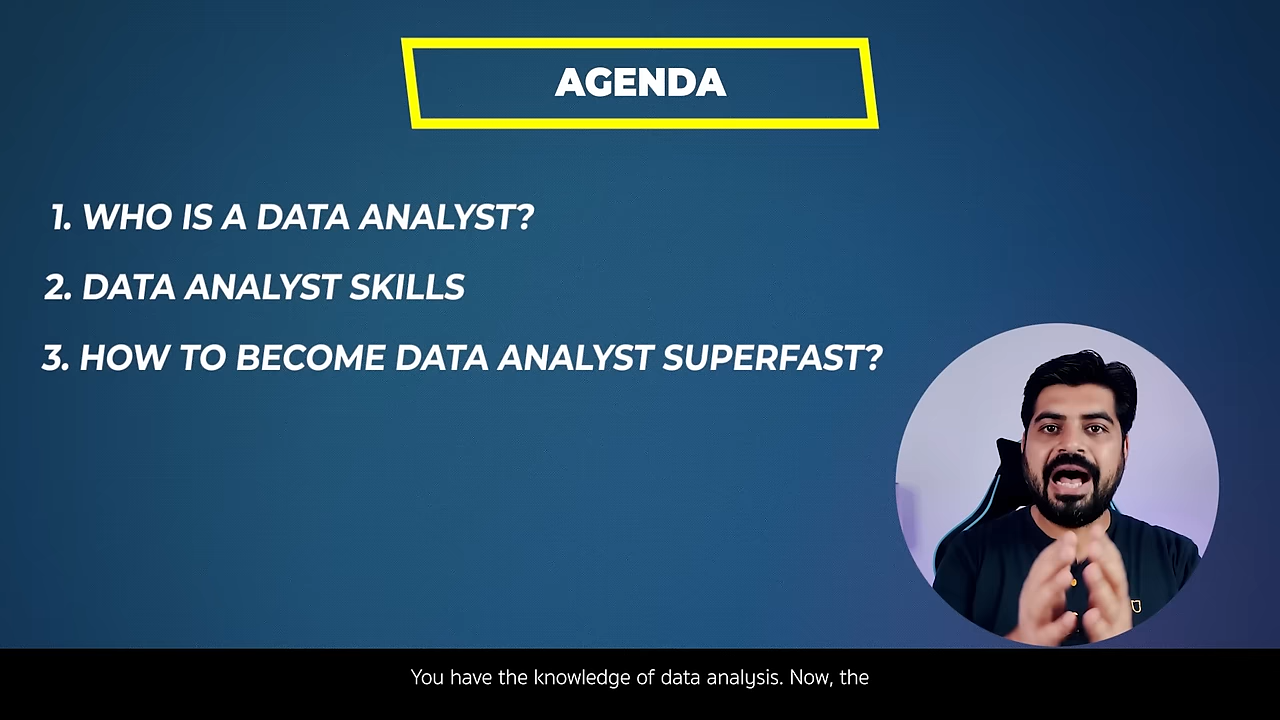 AGENDA
1. WHO IS A DATA ANALYST?
2. DATA ANALYST SKILLS
3. HOW TO BECOME DATA ANALYST SUPERFAST?
You have the knowledge of data analysis. Now, the